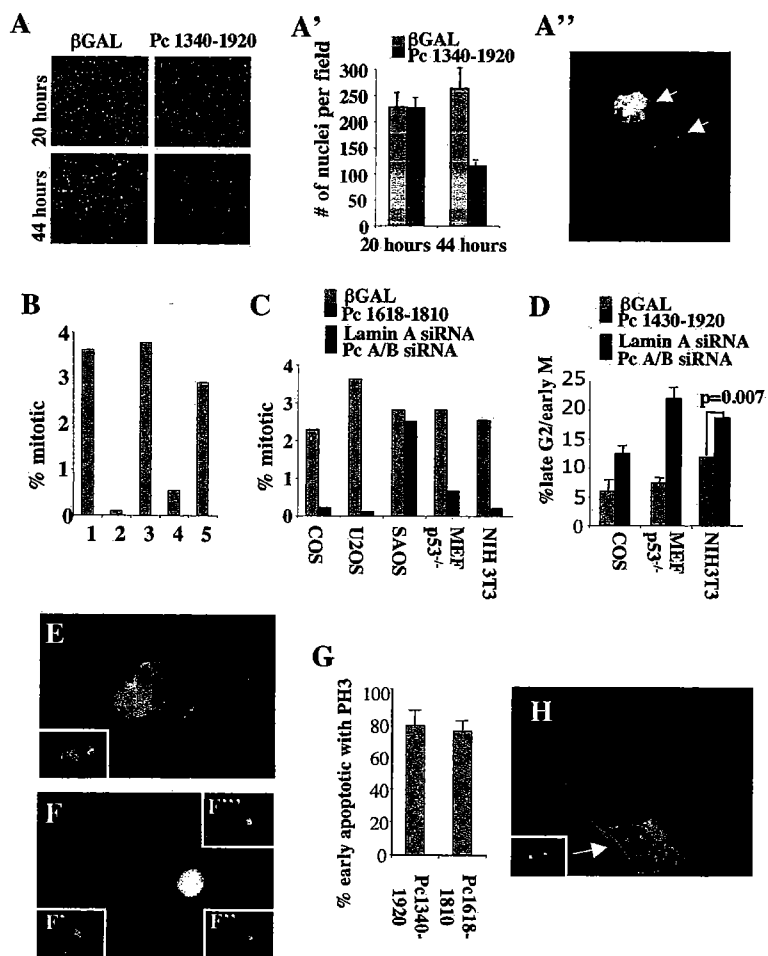 A
βGAL
Pc 1340-1920
20 hours
44 hours
A'
βGAL
Pc 1340-1920
# of nuclei per field
300
250
200
150
100
50
0
20 hours 44 hours
A''
B
% mitotic
4
3
2
1
0
1 2 3 4 5
C
βGAL
Pc 1618-1810
Lamin A siRNA
Pc A/B siRNA
% mitotic
4
3
2
1
0
COS
U2OS
SAOS
p53-/-
MEF
NIH 3T3
D
βGAL
Pc 1430-1920
Lamin A siRNA
Pc A/B siRNA
%late G2/early M
25
20
15
10
5
0
p=0.007
COS
p53-/-
MEF
NIH3T3
E
F
F'''
F'
F''
G
% early apoptotic with PH3
100
80
60
40
20
0
Pc1340-
1920
Pc1618-
1810
H